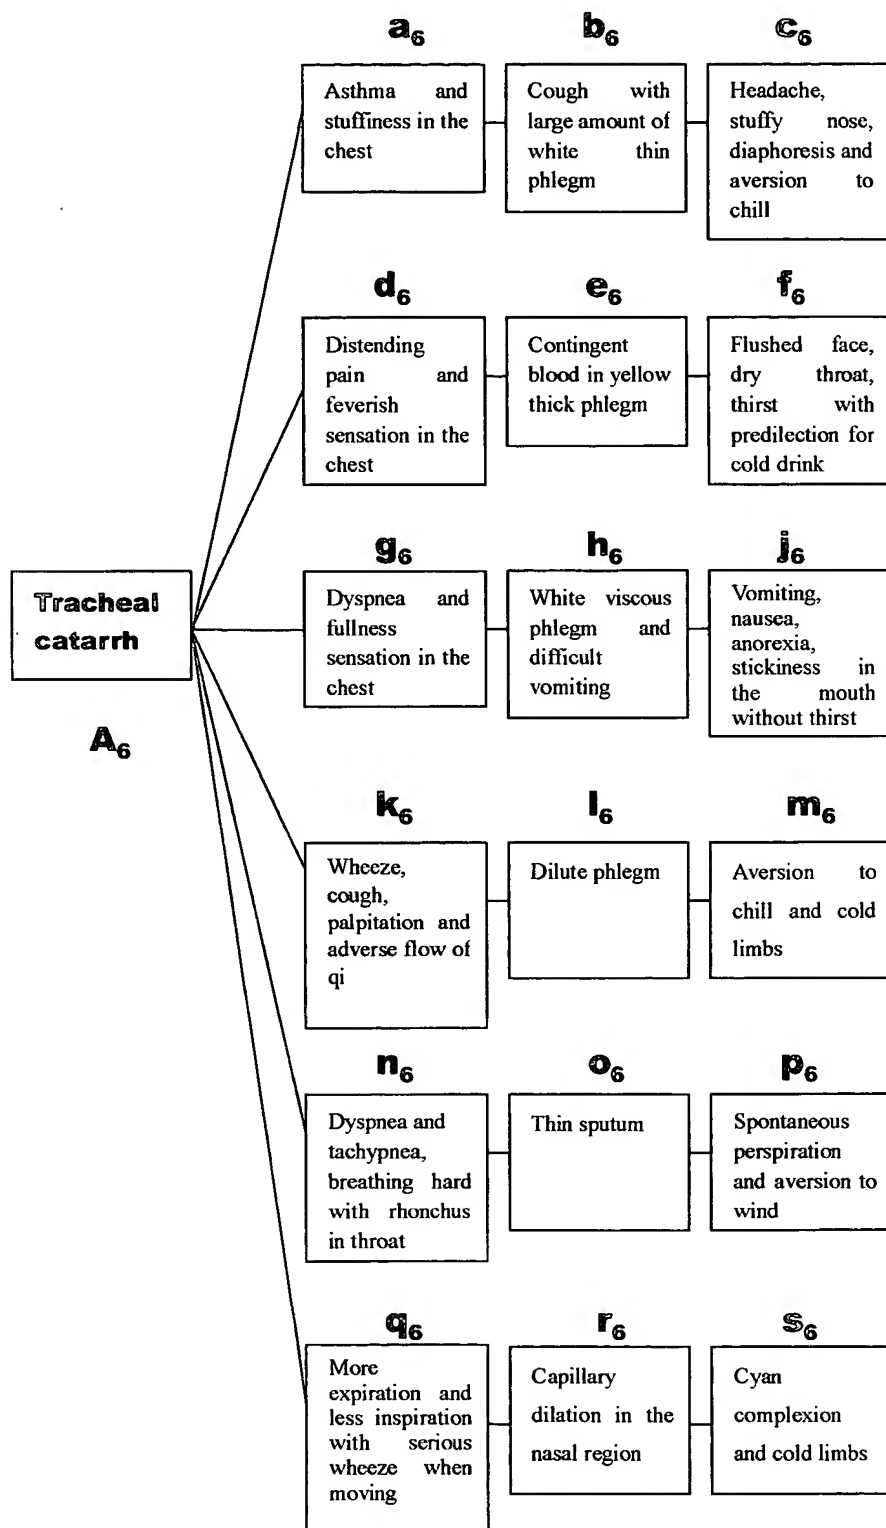 a6
b6
c6
Asthma and
stuffiness in the
chest
Cough with
large amount of
white thin
phlegm
Headache,
stuffy nose,
diaphoresis and
aversion to
chill
d6
e6
f6
Distending
pain and
feverish
sensation in the
chest
Contingent
blood in yellow
thick phlegm
Flushed face,
dry throat,
thirst with
predilection for
cold drink
g6
h6
j6
Tracheal
catarrh
A6
Dyspnea and
fullness
sensation in the
chest
White viscous
phlegm and
difficult
vomiting
Vomiting,
nausea,
anorexia,
stickiness in
the mouth
without thirst
k6
l6
m6
Wheeze,
cough,
palpitation and
adverse flow of
qi
Dilute phlegm
Aversion to
chill and cold
limbs
n6
o6
p6
Dyspnea and
tachypnea,
breathing hard
with rhonchus
in throat
Thin sputum
Spontaneous
perspiration
and aversion to
wind
q6
r6
s6
More
expiration and
less inspiration
with serious
wheeze when
moving
Capillary
dilation in the
nasal region
Cyan
complexion
and cold limbs